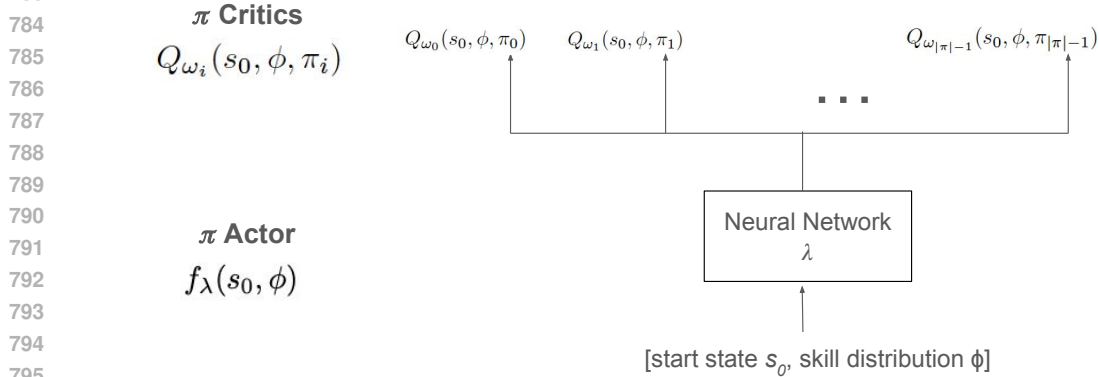 784
785
786
787
788
789
790
791
792
793
794
795
π Critics
Q_{ω_i}(s_0, ϕ, π_i)
Q_{ω_0}(s_0, ϕ, π_0) Q_{ω_1}(s_0, ϕ, π_1) Q_{ω_{|π|−1}}(s_0, ϕ, π_{|π|−1})
...
π Actor
f_λ(s_0, ϕ)
Neural Network
λ
[start state s_0, skill distribution ϕ]